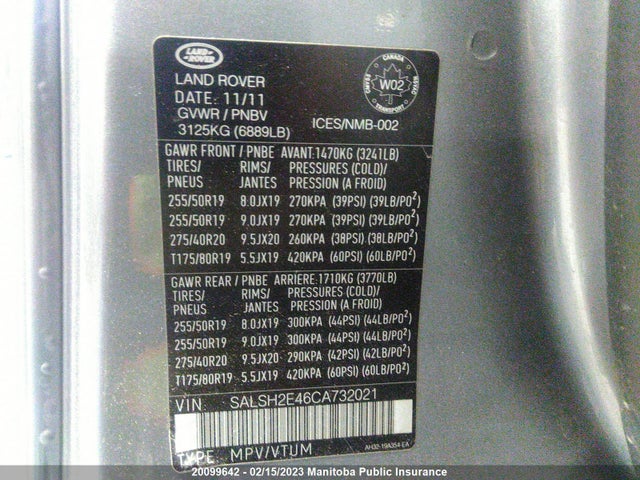 LAND
ROVER
LAND ROVER
DATE: 11/11
GVWR / PNBV
3125KG (6889LB)
CANADA
W02
TRANSPORT
ICES/NMB-002
GAWR FRONT / PNBE AVANT 1470KG (3241LB)
TIRES/ RIMS/ PRESSURES (COLD)/
PNEUS JANTES PRESSION (A FROID)
255/50R19 8.0JX19 270KPA (39PSI) (39LB/PO²)
255/50R19 9.0JX19 270KPA (39PSI) (39LB/PO²)
275/40R20 9.5JX20 260KPA (38PSI) (38LB/PO²)
T175/80R19 5.5JX19 420KPA (60PSI) (60LB/PO²)
GAWR REAR / PNBE ARRIERE 1710KG (3770LB)
TIRES/ RIMS/ PRESSURES (COLD)/
PNEUS JANTES PRESSION (A FROID)
255/50R19 8.0JX19 300KPA (44PSI) (44LB/PO²)
255/50R19 9.0JX19 300KPA (44PSI) (44LB/PO²)
275/40R20 9.5JX20 290KPA (42PSI) (42LB/PO²)
T175/80R19 5.5JX19 420KPA (60PSI) (60LB/PO²)
VIN SALSH2E46CA732021
TYPE MPV/VTUM
AH32-19A354-EA
20099642 - 02/15/2023 Manitoba Public Insurance